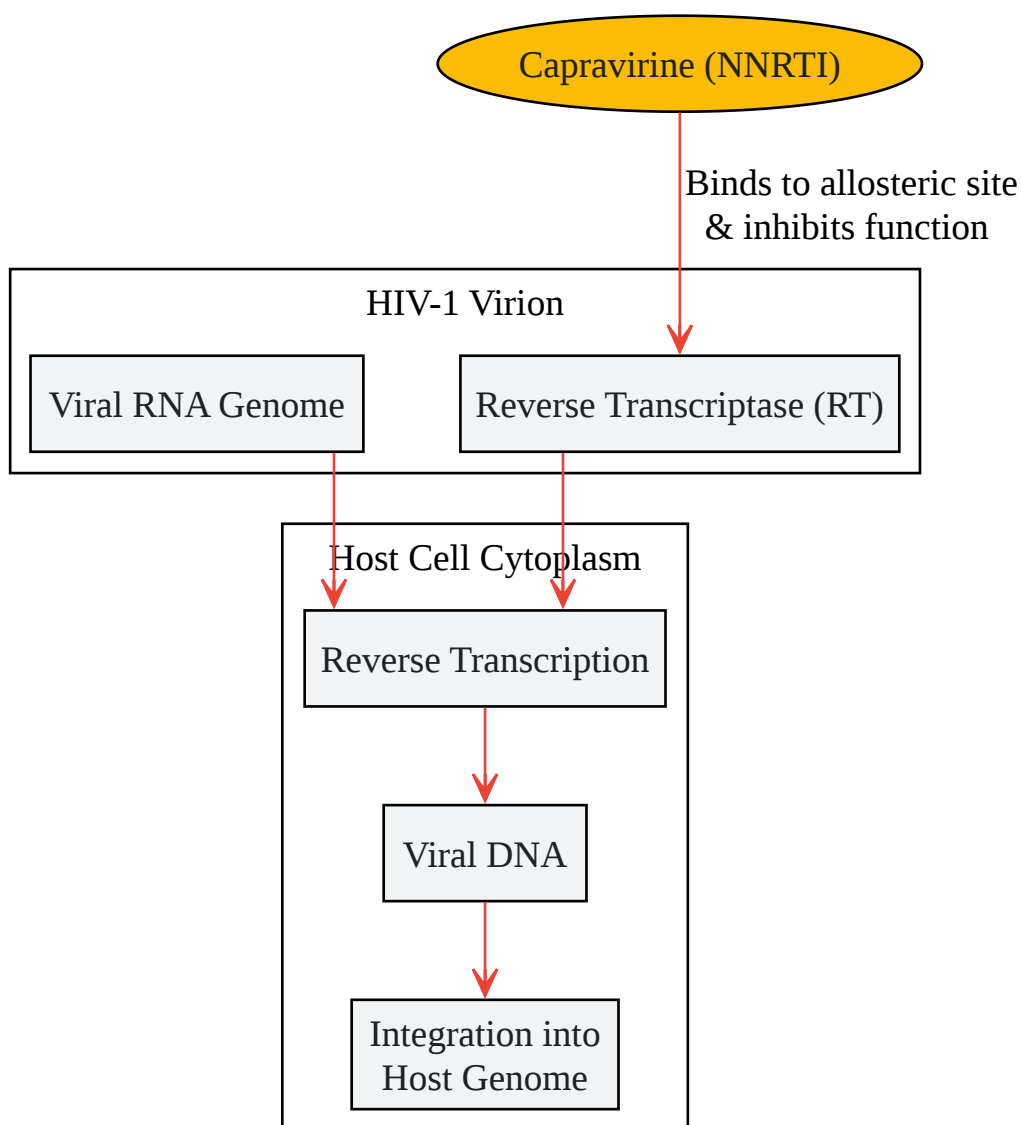 Capravirine (NNRTI)
Binds to allosteric site
& inhibits function
HIV-1 Virion
Viral RNA Genome
Reverse Transcriptase (RT)
Host Cell Cytoplasm
Reverse Transcription
Viral DNA
Integration into
Host Genome